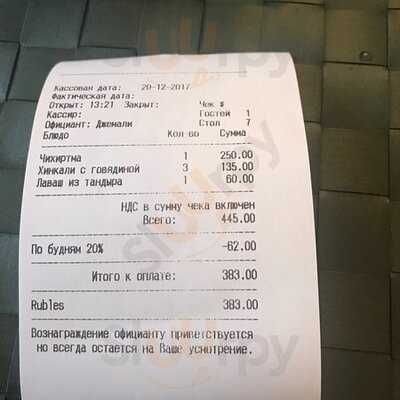 Кассован дата: 20-12-2017
Фактическая дата:
Открыт: 13:21 Закрыт: Чек #
Кассир: Гостей 1
Официант: Джемали Стол 7
Блюдо Кол во Сумма
Чихиртма 1 250.00
Хинкали с говядиной 3 135.00
Лаваш из тандыра 1 60.00
НДС в сумму чека включен
Всего: 445.00
По будням 20% -62.00
Итого к оплате: 383.00
Rubles 383.00
Вознаграждение официанту приветствуется
но всегда остается на Ваше усмотрение.